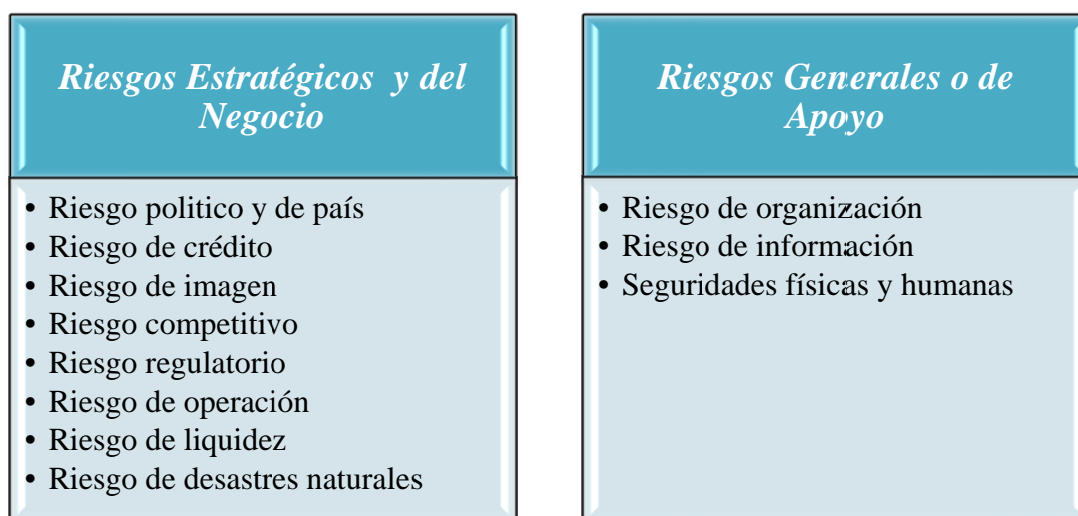 Riesgos Estratégicos y del
Negocio
• Riesgo politico y de país
• Riesgo de crédito
• Riesgo de imagen
• Riesgo competitivo
• Riesgo regulatorio
• Riesgo de operación
• Riesgo de liquidez
• Riesgo de desastres naturales
Riesgos Generales o de
Apoyo
• Riesgo de organización
• Riesgo de información
• Seguridades físicas y humanas